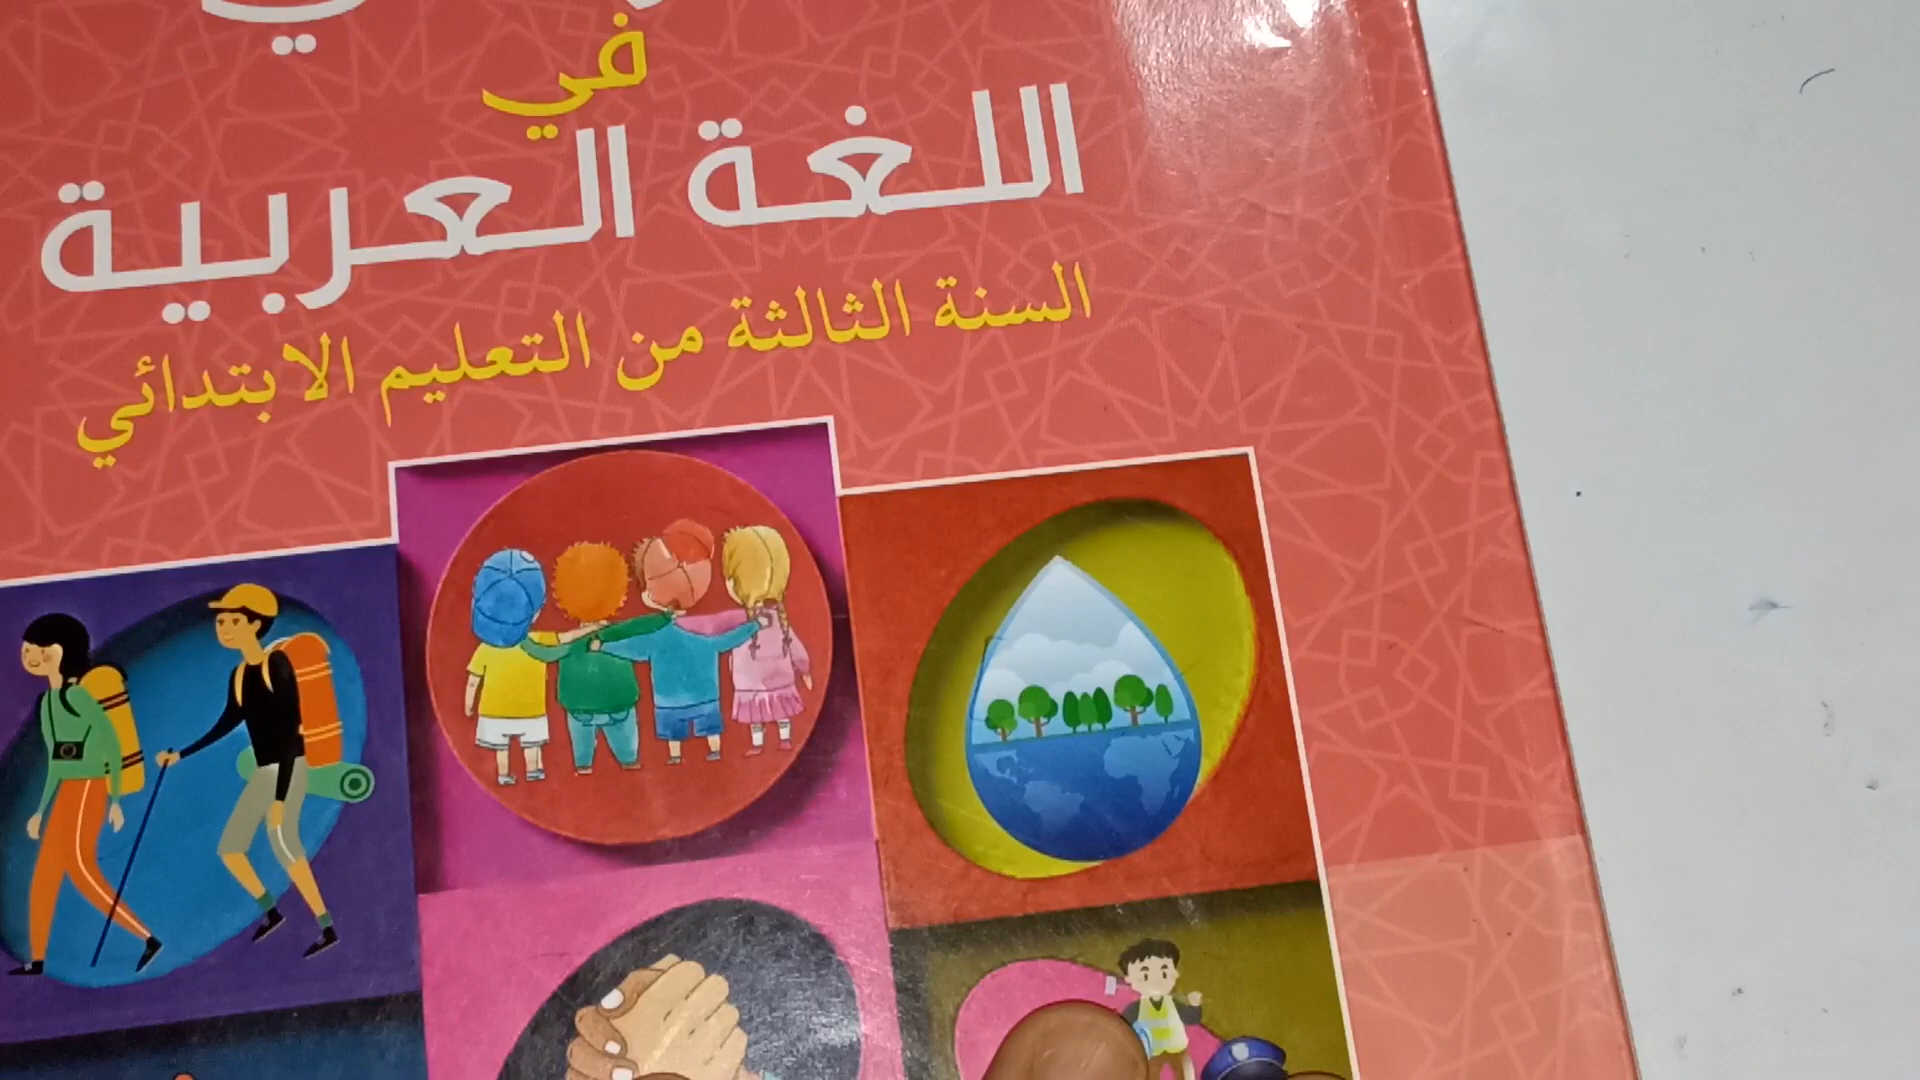 في
اللغة العربية
السنة الثالثة من التعليم الابتدائي